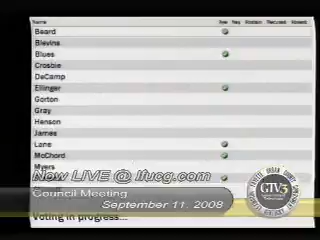 Name Aye Nay Abstain Recused Absent
Beard
Blevins
Blues
Crosbie
DeCamp
Ellinger
Gorton
Gray
Henson
James
Lane
McChord
Myers
Now LIVE @ lfucg.com
Council Meeting
September 11, 2008
GTV3
Voting in progress...